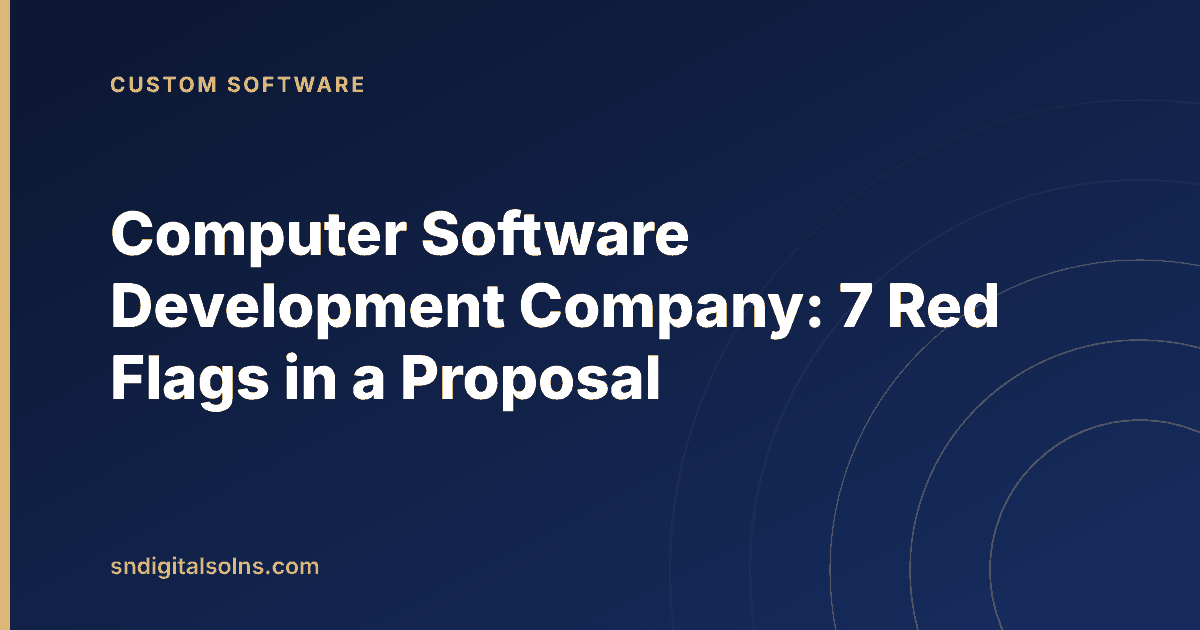 CUSTOM SOFTWARE
Computer Software
Development Company: 7 Red
Flags in a Proposal
sndigitalsolns.com